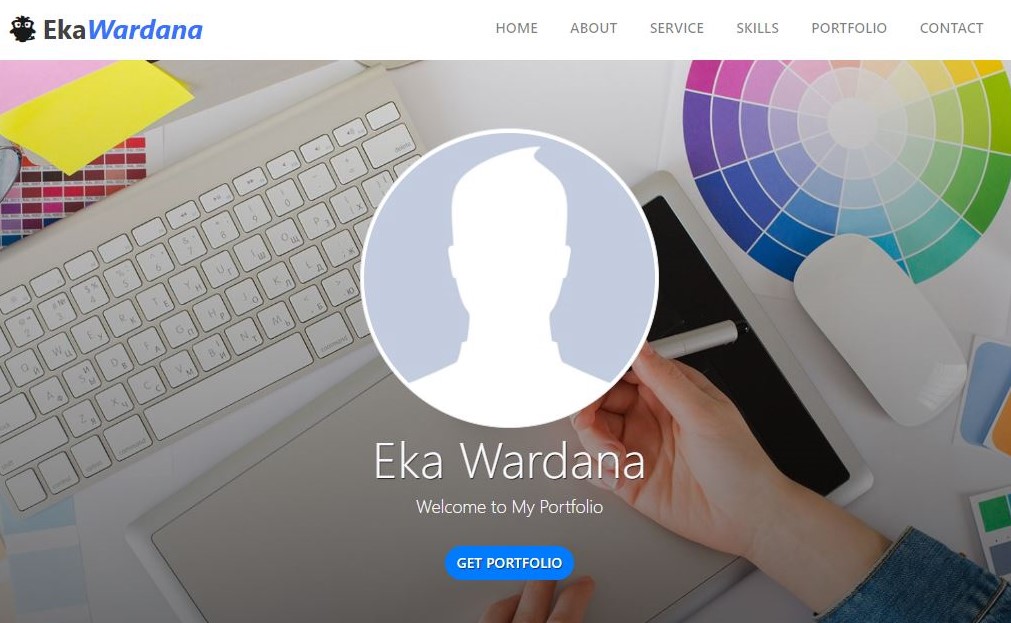 EkaWardana
HOME
ABOUT
SERVICE
SKILLS
PORTFOLIO
CONTACT
Eka Wardana
Welcome to My Portfolio
GET PORTFOLIO